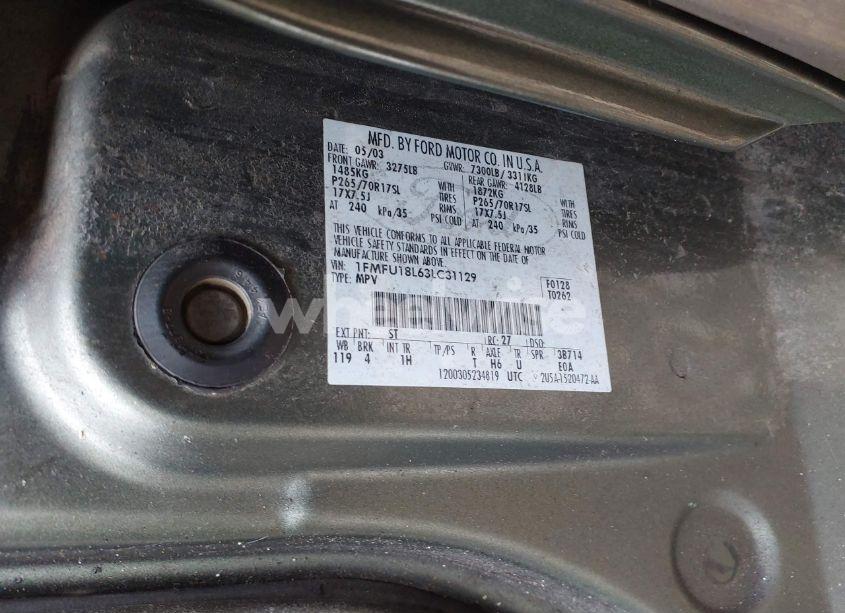 MFD. BY FORD MOTOR CO. IN U.S.A.
DATE: 05/03 GVWR: 7300LB/3311KG
FRONT GAWR: 3275LB REAR GAWR: 4128LB
1485KG WITH 1872KG WITH
P265/70R17SL TIRES P265/70R17SL TIRES
17X7.5J RIMS 17X7.5J RIMS
AT 240 kPa/35 PSI COLD AT 240 kPa/35 PSI COLD
THIS VEHICLE CONFORMS TO ALL APPLICABLE FEDERAL MOTOR
VEHICLE SAFETY STANDARDS IN EFFECT ON THE DATE OF
MANUFACTURE SHOWN ABOVE.
VIN: 1FMFU18L63LC31129
TYPE: MPV
F0128
T0262
EXT PNT: ST RC: 27 DSO:
WB BRK INT TR TP/PS R AXLE TR SPR 3B714
119 4 1H T H6 U E0A
1200305234819 UTC 2U5A-1520472-AA